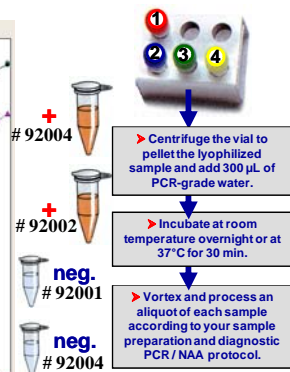 1
2
3
4
+
# 92004
+
# 92002
neg.
# 92001
neg.
# 92004
➤ Centrifuge the vial to
pellet the lyophilized
sample and add 300 µL of
PCR-grade water.
➤ Incubate at room
temperature overnight or at
37°C for 30 min.
➤ Vortex and process an
aliquot of each sample
according to your sample
preparation and diagnostic
PCR / NAA protocol.